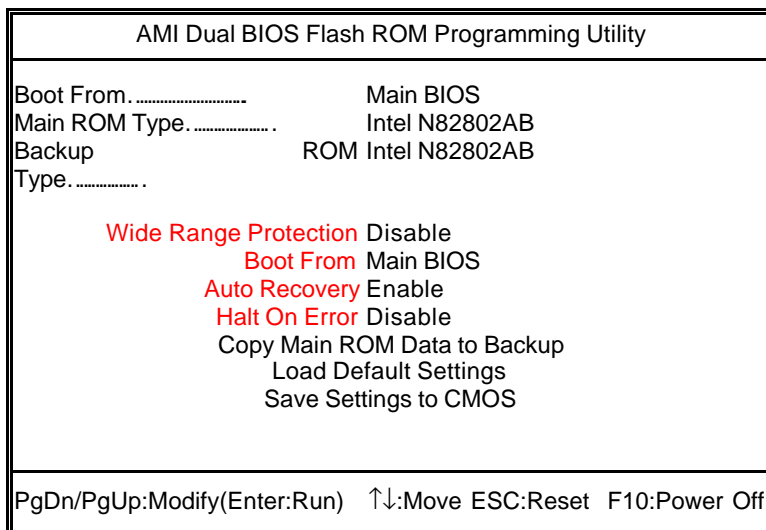 AMI Dual BIOS Flash ROM Programming Utility
Boot From............................. Main BIOS
Main ROM Type..................... Intel N82802AB
Backup ROM Intel N82802AB
Type...................
Wide Range Protection Disable
Boot From Main BIOS
Auto Recovery Enable
Halt On Error Disable
Copy Main ROM Data to Backup
Load Default Settings
Save Settings to CMOS
PgDn/PgUp:Modify(Enter:Run) ↑↓:Move ESC:Reset F10:Power Off